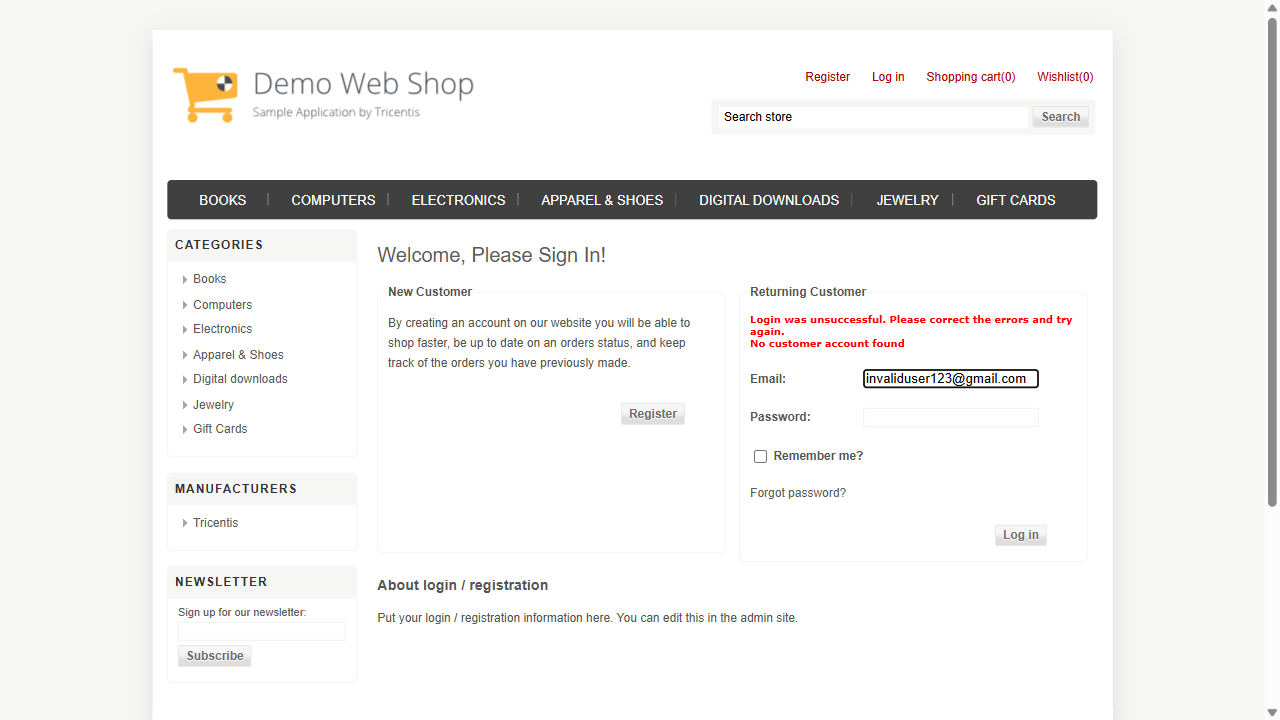 Demo Web Shop
Sample Application by Tricentis
Register
Log in
Shopping cart(0)
Wishlist(0)
Search store
Search
BOOKS
COMPUTERS
ELECTRONICS
APPAREL & SHOES
DIGITAL DOWNLOADS
JEWELRY
GIFT CARDS
CATEGORIES
Books
Computers
Electronics
Apparel & Shoes
Digital downloads
Jewelry
Gift Cards
MANUFACTURERS
Tricentis
NEWSLETTER
Sign up for our newsletter:
Subscribe
Welcome, Please Sign In!
New Customer
By creating an account on our website you will be able to
shop faster, be up to date on an orders status, and keep
track of the orders you have previously made.
Register
Returning Customer
Login was unsuccessful. Please correct the errors and try
again.
No customer account found
Email:
invaliduser123@gmail.com
Password:
Remember me?
Forgot password?
Log in
About login / registration
Put your login / registration information here. You can edit this in the admin site.